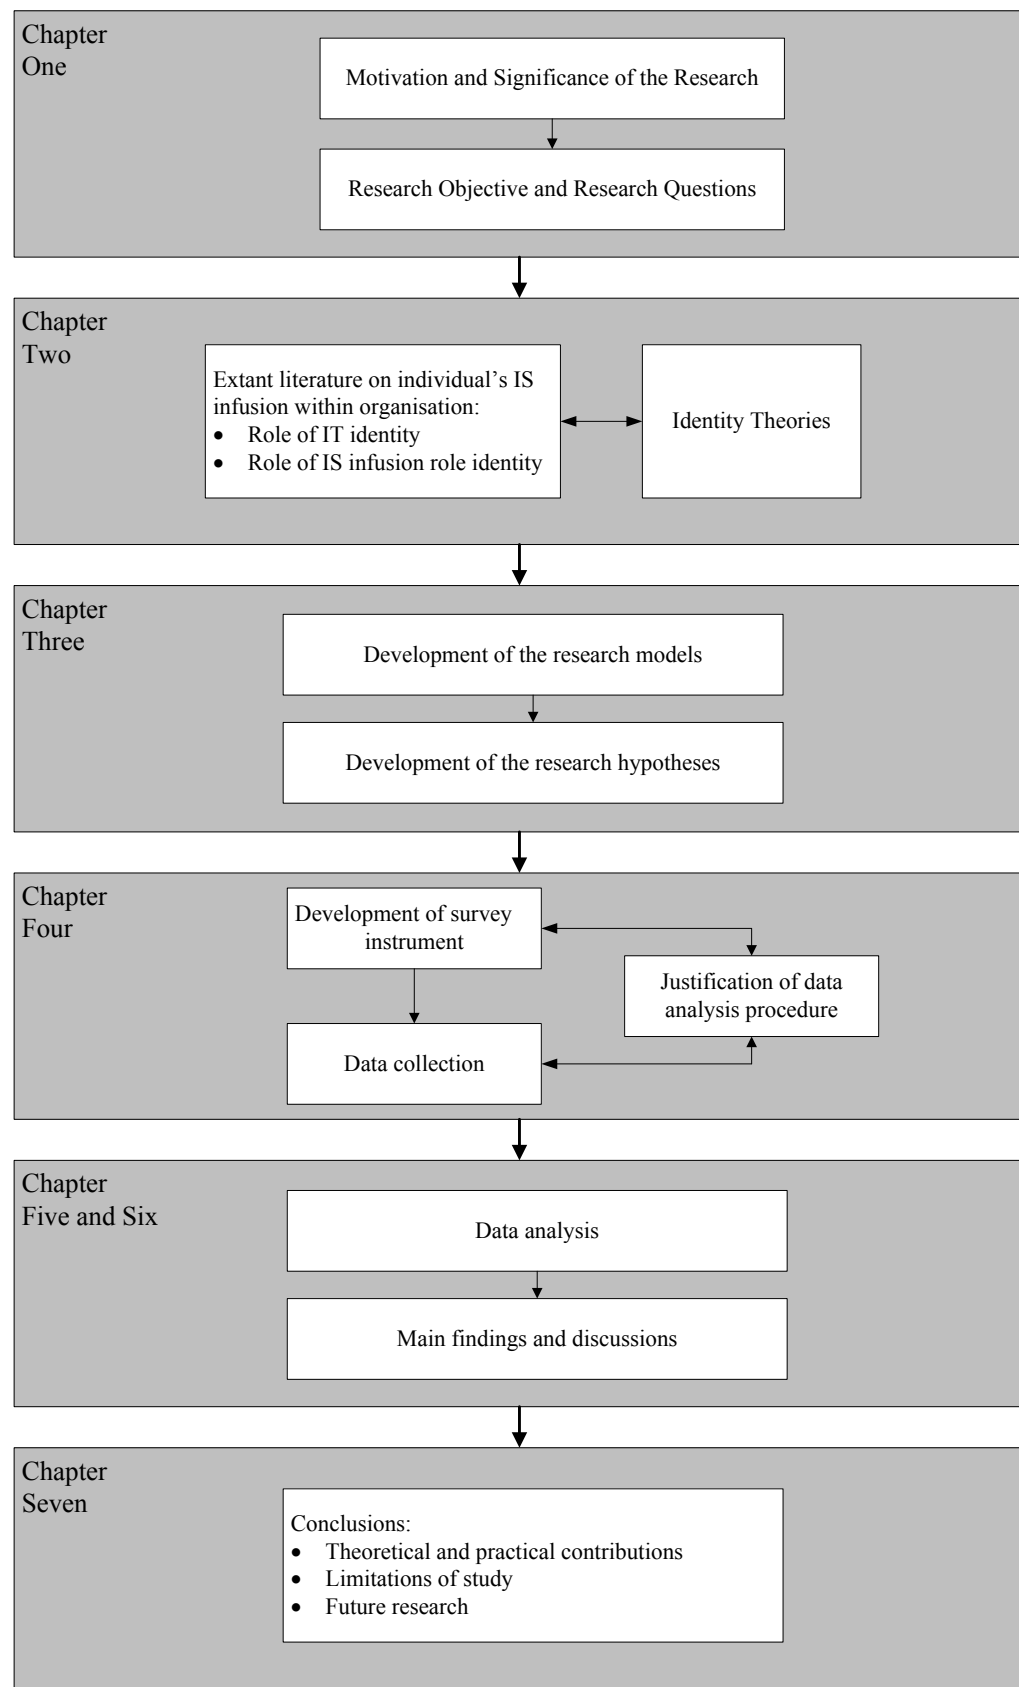 Chapter
One
Motivation and Significance of the Research
Research Objective and Research Questions
Chapter
Two
Extant literature on individual’s IS
infusion within organisation:
• Role of IT identity
• Role of IS infusion role identity
Identity Theories
Chapter
Three
Development of the research models
Development of the research hypotheses
Chapter
Four
Development of survey
instrument
Justification of data
analysis procedure
Data collection
Chapter
Five and Six
Data analysis
Main findings and discussions
Chapter
Seven
Conclusions:
• Theoretical and practical contributions
• Limitations of study
• Future research